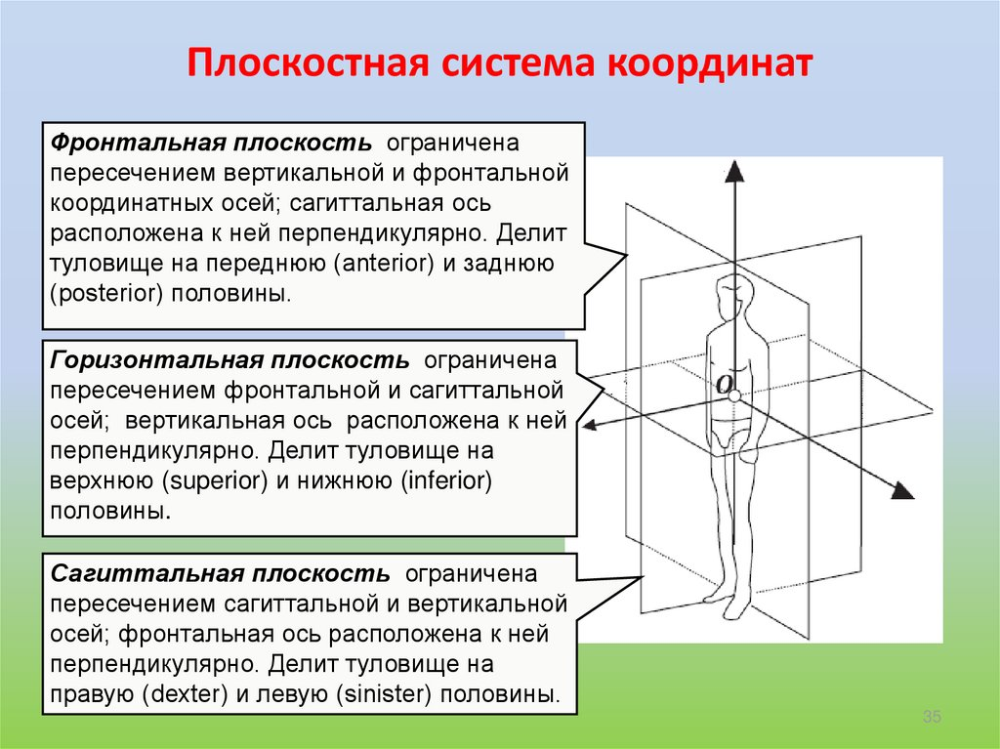 Плоскостная система координат
Фронтальная плоскость ограничена
пересечением вертикальной и фронтальной
координатных осей; сагиттальная ось
расположена к ней перпендикулярно. Делит
туловище на переднюю (anterior) и заднюю
(posterior) половины.
Горизонтальная плоскость ограничена
пересечением фронтальной и сагиттальной
осей; вертикальная ось расположена к ней
перпендикулярно. Делит туловище на
верхнюю (superior) и нижнюю (inferior)
половины.
Сагиттальная плоскость ограничена
пересечением сагиттальной и вертикальной
осей; фронтальная ось расположена к ней
перпендикулярно. Делит туловище на
правую (dexter) и левую (sinister) половины.
O
35